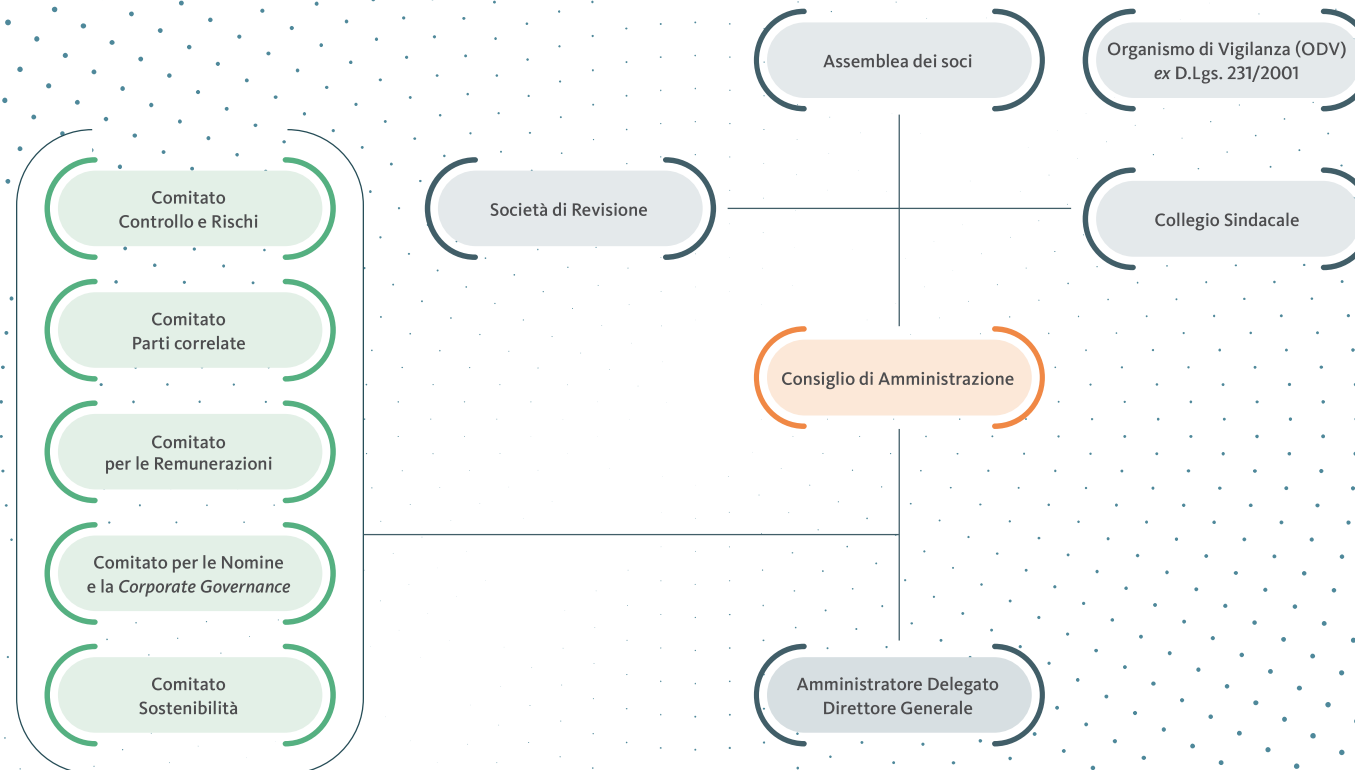 Assemblea dei soci
Organismo di Vigilanza (ODV)
ex D.Lgs. 231/2001
Comitato
Controllo e Rischi
Società di Revisione
Collegio Sindacale
Comitato
Parti correlate
Consiglio di Amministrazione
Comitato
per le Remunerazioni
Comitato per le Nomine
e la Corporate Governance
Comitato
Sostenibilità
Amministratore Delegato
Direttore Generale